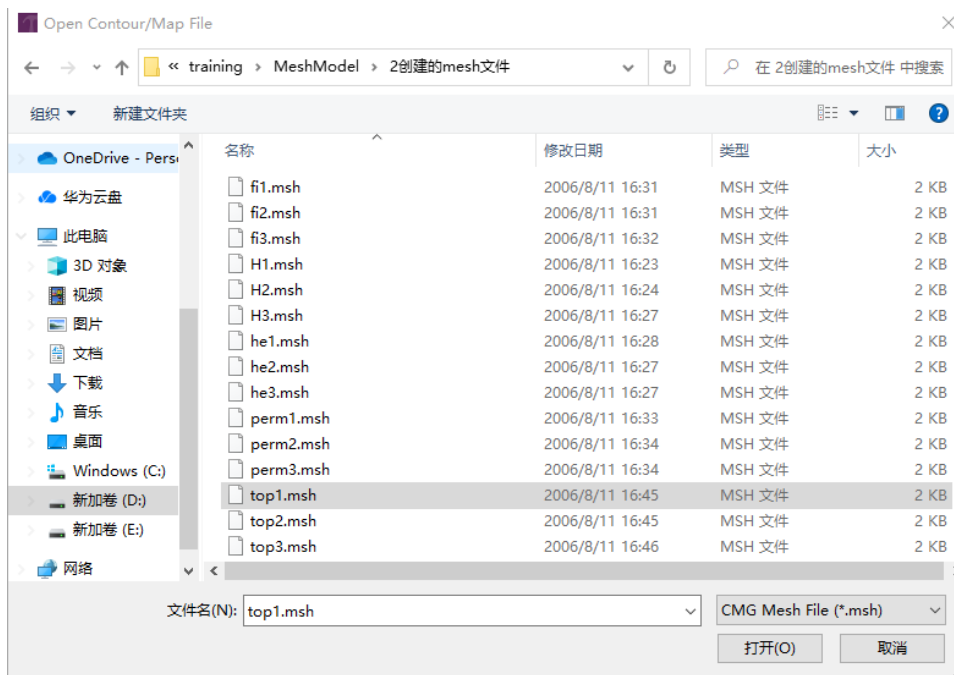 Open Contour/Map File
« training › MeshModel › 2创建的mesh文件
在 2创建的mesh文件 中搜索
组织 新建文件夹
名称 修改日期 类型 大小
OneDrive - Pers
华为云盘
此电脑
3D 对象
视频
图片
文档
下载
音乐
桌面
Windows (C:)
新加卷 (D:)
新加卷 (E:)
网络
fi1.msh 2006/8/11 16:31 MSH 文件 2 KB
fi2.msh 2006/8/11 16:31 MSH 文件 2 KB
fi3.msh 2006/8/11 16:32 MSH 文件 2 KB
H1.msh 2006/8/11 16:23 MSH 文件 2 KB
H2.msh 2006/8/11 16:24 MSH 文件 2 KB
H3.msh 2006/8/11 16:27 MSH 文件 2 KB
he1.msh 2006/8/11 16:28 MSH 文件 2 KB
he2.msh 2006/8/11 16:27 MSH 文件 2 KB
he3.msh 2006/8/11 16:27 MSH 文件 2 KB
perm1.msh 2006/8/11 16:33 MSH 文件 2 KB
perm2.msh 2006/8/11 16:34 MSH 文件 2 KB
perm3.msh 2006/8/11 16:34 MSH 文件 2 KB
top1.msh 2006/8/11 16:45 MSH 文件 2 KB
top2.msh 2006/8/11 16:45 MSH 文件 2 KB
top3.msh 2006/8/11 16:46 MSH 文件 2 KB
文件名(N): top1.msh CMG Mesh File (*.msh)
打开(O) 取消